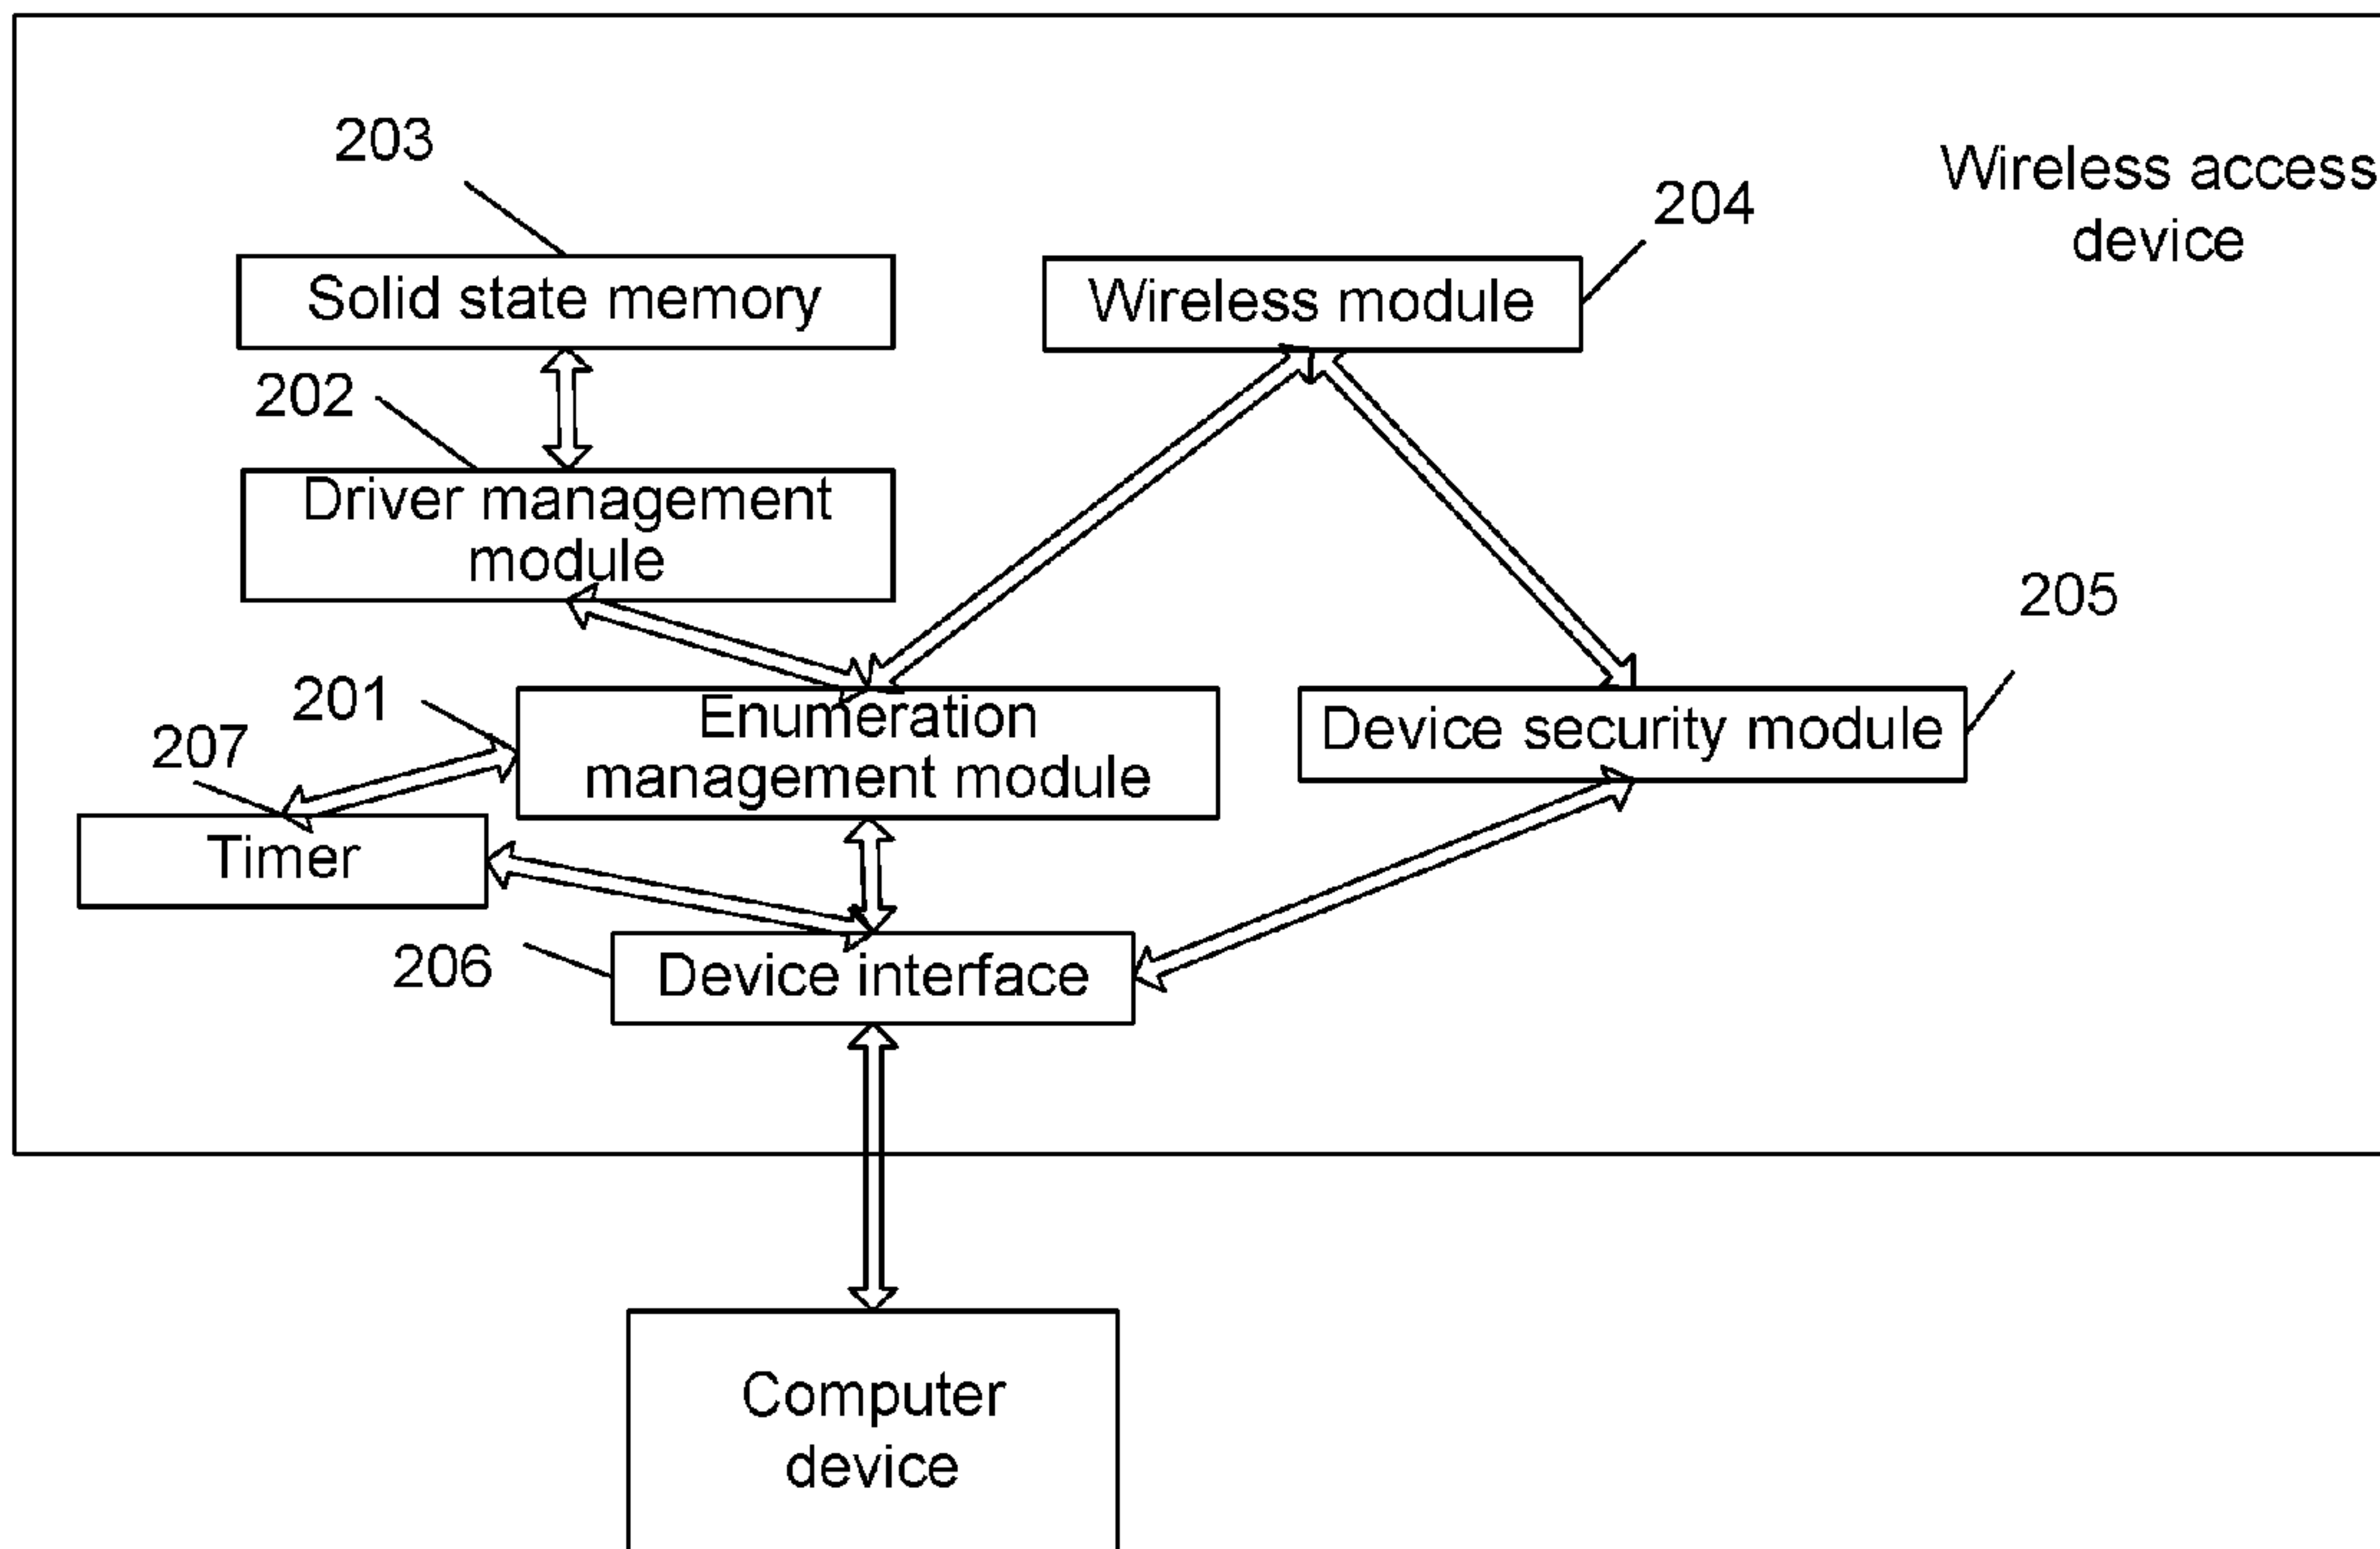 203
Wireless access
device
204
Solid state memory
Wireless module
202
Driver management
module
205
201
Enumeration
management module
Device security module
207
Timer
206
Device interface
Computer
device